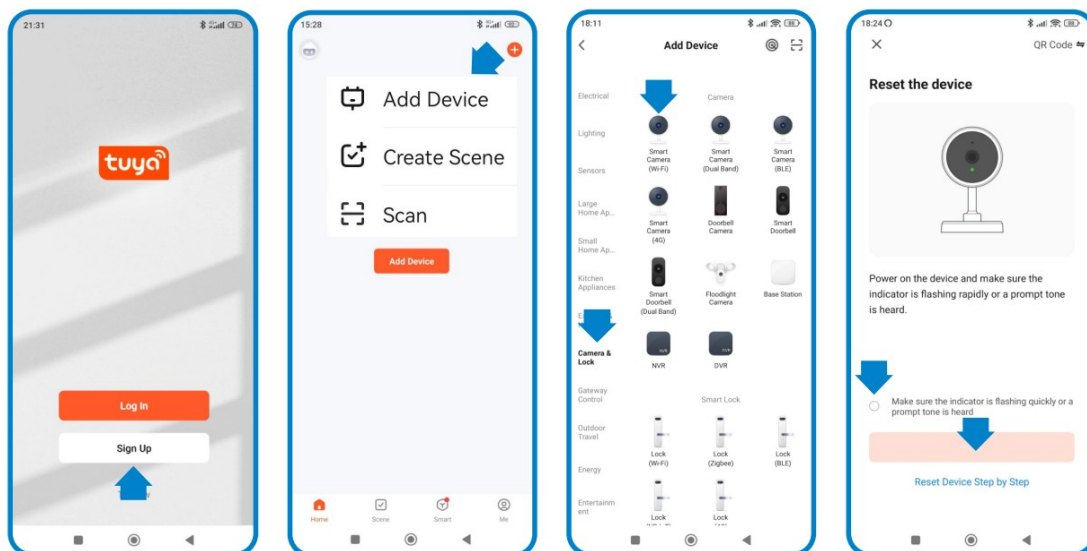 21:31
tuya
Log In
Sign Up
15:28
Add Device
Create Scene
Scan
Add Device
Home
Scene
Smart
Me
18:11
Add Device
Electrical
Lighting
Sensors
Large
Home Ap...
Small
Home Ap...
Kitchen
Appliances
Camera &
Lock
Gateway
Control
Outdoor
Travel
Energy
Entertainm
ent
Camera
Smart
Camera
(Wi-Fi)
Smart
Camera
(Dual Band)
Smart
Camera
(BLE)
Smart
Camera
(4G)
Doorbell
Camera
Smart
Doorbell
Smart
Doorbell
(Dual Band)
Floodlight
Camera
Base Station
NVR
DVR
Smart Lock
Lock
(Wi-Fi)
Lock
(Zigbee)
Lock
(BLE)
Lock
Lock
18:24
QR Code
Reset the device
Power on the device and make sure the
indicator is flashing rapidly or a prompt tone
is heard.
Make sure the indicator is flashing quickly or a
prompt tone is heard
Reset Device Step by Step